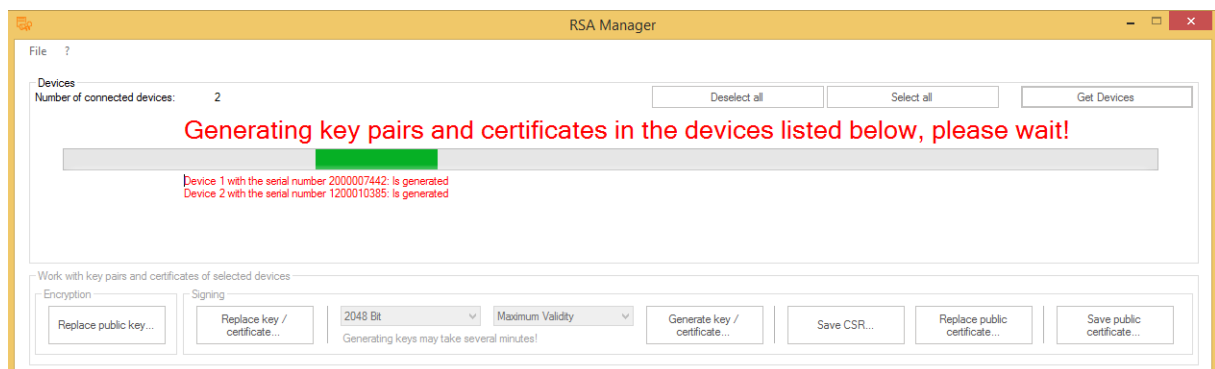 RSA Manager
File ?
Devices
Number of connected devices: 2
Deselect all
Select all
Get Devices
Generating key pairs and certificates in the devices listed below, please wait!
Device 1 with the serial number 2000007442: Is generated
Device 2 with the serial number 1200010385: Is generated
Work with key pairs and certificates of selected devices
Encryption
Signing
Replace public key...
Replace key /
certificate...
2048 Bit
Maximum Validity
Generating keys may take several minutes!
Generate key /
certificate...
Save CSR...
Replace public
certificate...
Save public
certificate...